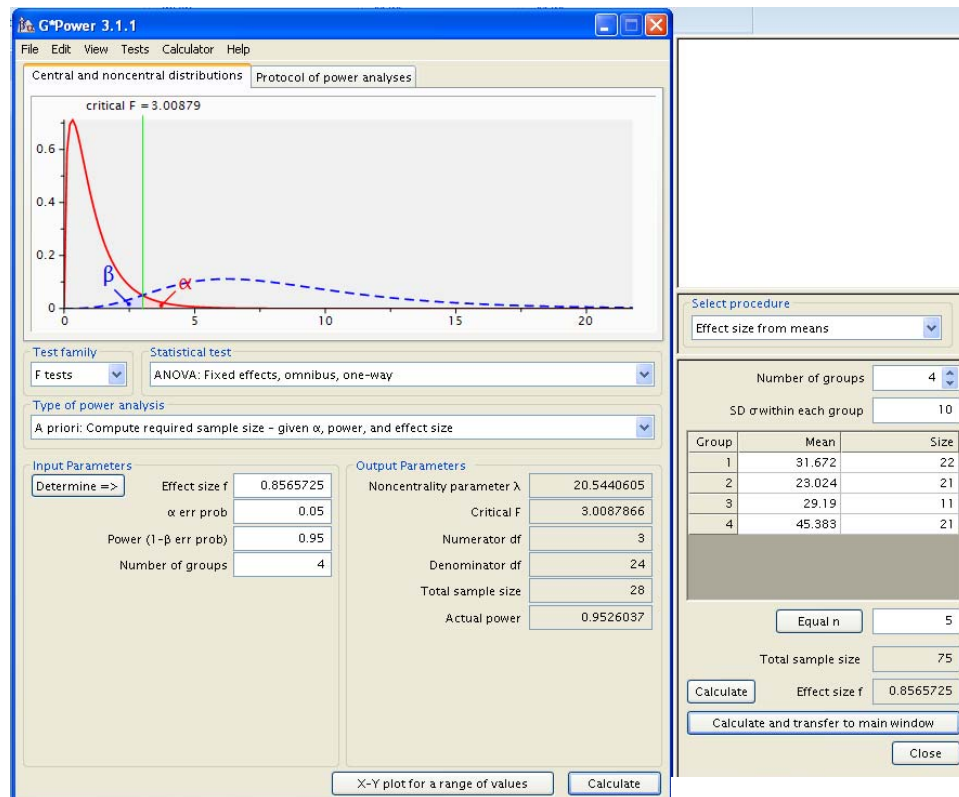 G*Power 3.1.1
File Edit View Tests Calculator Help
Central and noncentral distributions Protocol of power analyses
critical F = 3.00879
0.6
0.4
0.2
0
β
α
0 5 10 15 20
Test family
F tests
Statistical test
ANOVA: Fixed effects, omnibus, one-way
Type of power analysis
A priori: Compute required sample size - given α, power, and effect size
Input Parameters
Determine => Effect size f 0.8565725
α err prob 0.05
Power (1-β err prob) 0.95
Number of groups 4
Output Parameters
Noncentrality parameter λ 20.5440605
Critical F 3.0087866
Numerator df 3
Denominator df 24
Total sample size 28
Actual power 0.9526037
X-Y plot for a range of values Calculate
Select procedure
Effect size from means
Number of groups 4
SD σ within each group 10
Group Mean Size
1 31.672 22
2 23.024 21
3 29.19 11
4 45.383 21
Equal n 5
Total sample size 75
Calculate Effect size f 0.8565725
Calculate and transfer to main window
Close